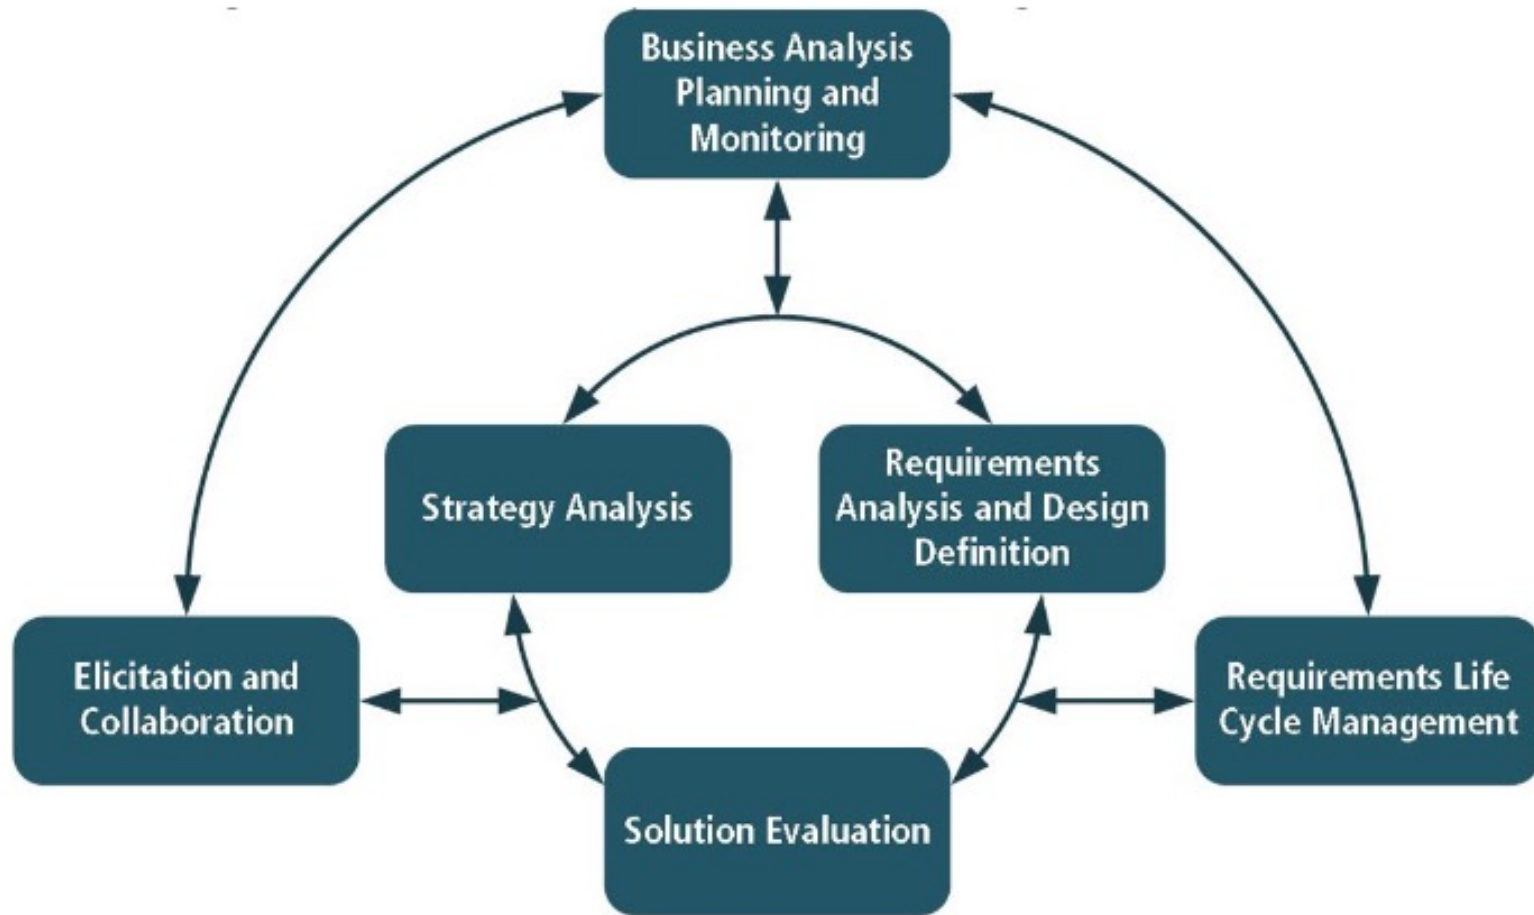 Business Analysis
Planning and
Monitoring
Strategy Analysis
Requirements
Analysis and Design
Definition
Elicitation and
Collaboration
Requirements Life
Cycle Management
Solution Evaluation